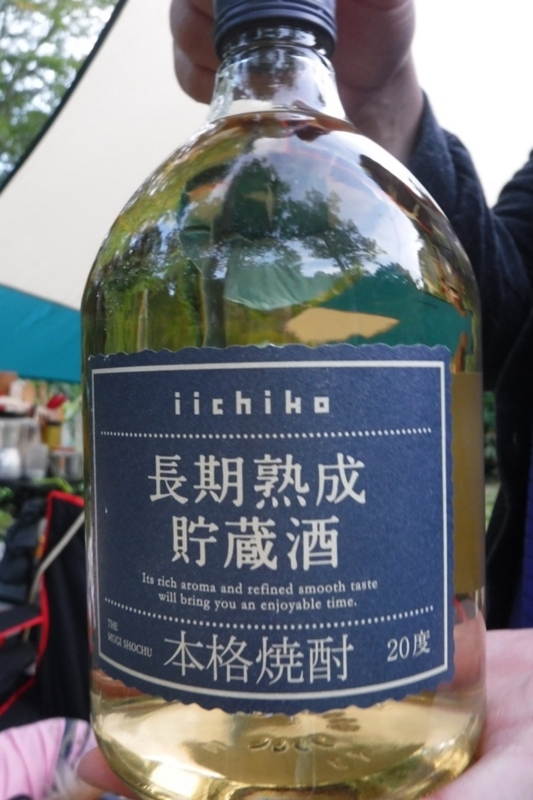 iichiko
長期熟成
貯蔵酒
Its rich aroma and refined smooth taste
will bring you an enjoyable time.
THE
MUGI SHOCHU
本格焼酎
20度